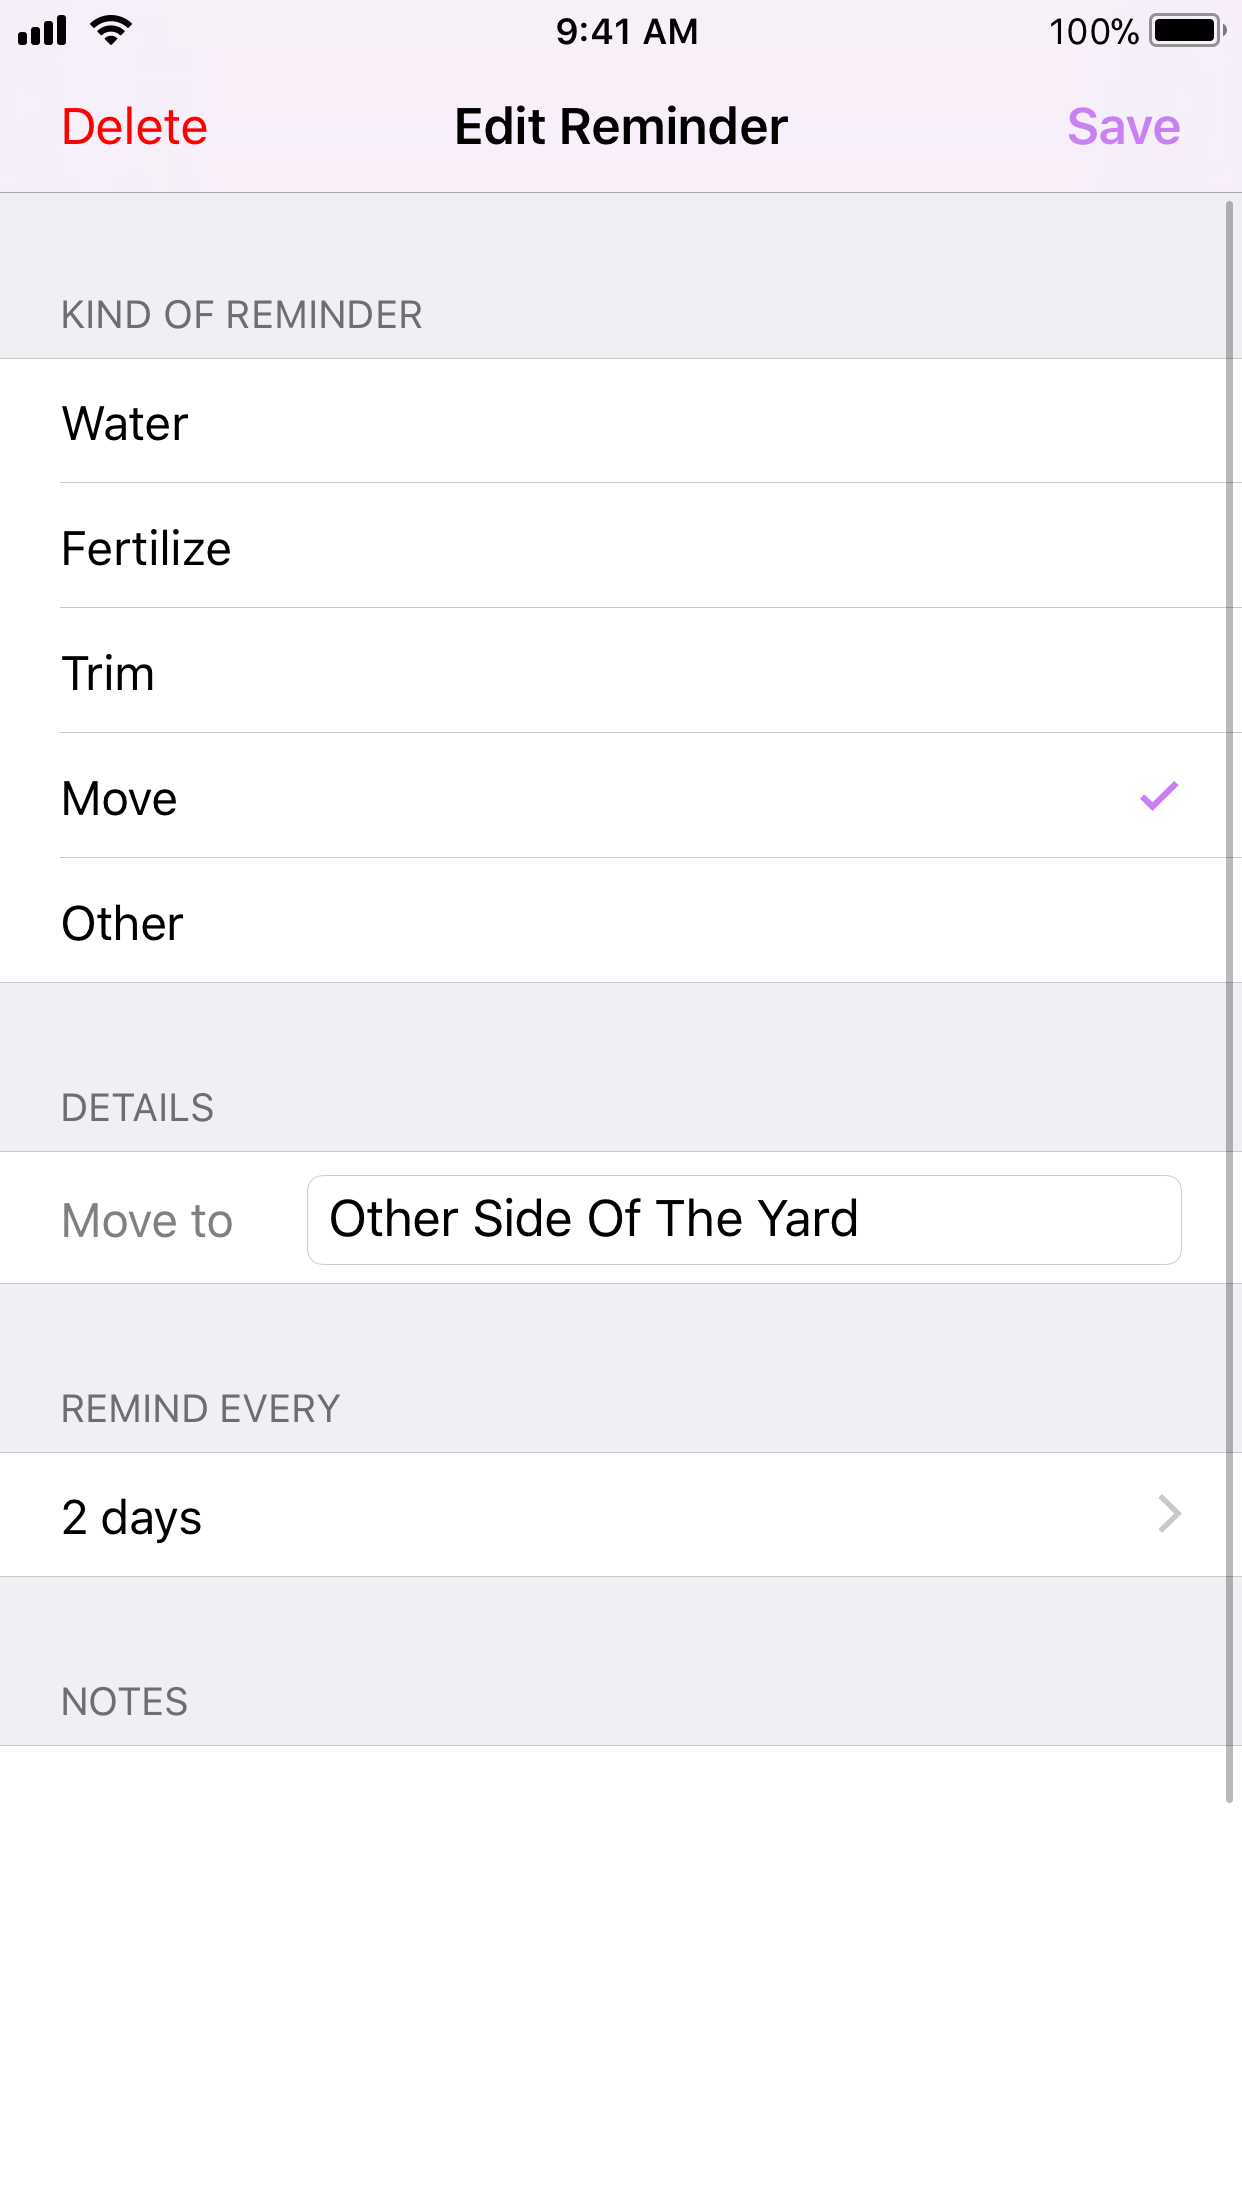 9:41 AM
100%
Delete
Edit Reminder
Save
KIND OF REMINDER
Water
Fertilize
Trim
Move
Other
DETAILS
Move to
Other Side Of The Yard
REMIND EVERY
2 days
NOTES